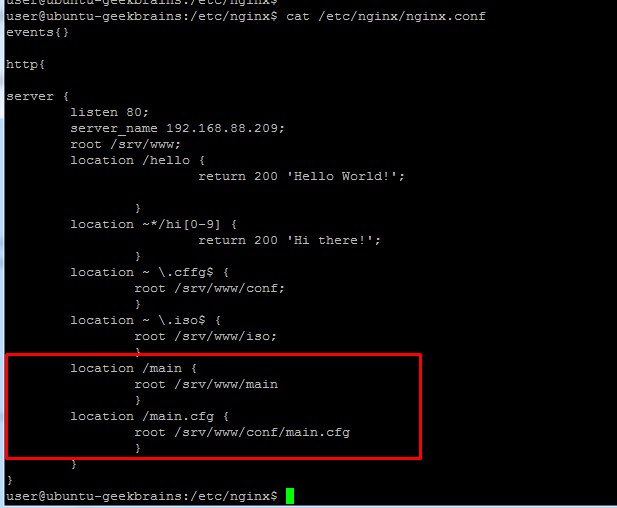 user@ubuntu-geekbrains:/etc/nginx$
user@ubuntu-geekbrains:/etc/nginx$ cat /etc/nginx/nginx.conf
events{}

http{

server {
        listen 80;
        server_name 192.168.88.209;
        root /srv/www;
        location /hello {
                        return 200 'Hello World!';

                }
        location ~*/hi[0-9] {
                        return 200 'Hi there!';
                }
        location ~ \.cffg$ {
                root /srv/www/conf;
                }
        location ~ \.iso$ {
                root /srv/www/iso;
                }
        location /main {
                root /srv/www/main
                }
        location /main.cfg {
                root /srv/www/conf/main.cfg
                }
        }
}
user@ubuntu-geekbrains:/etc/nginx$